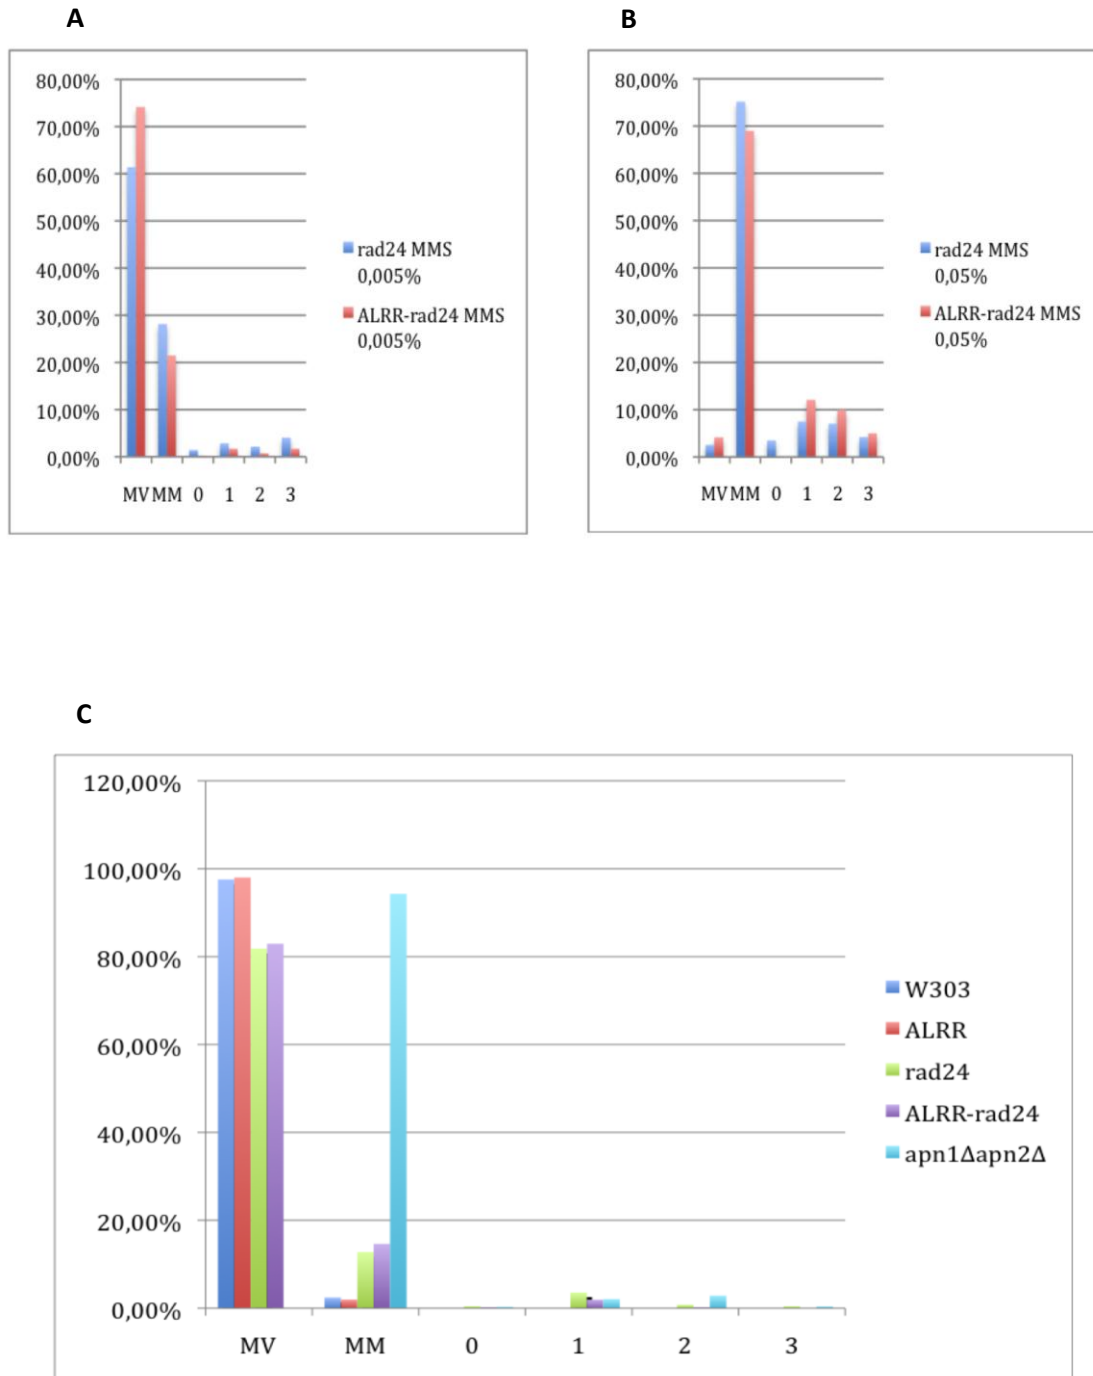 A
80,00%
70,00%
60,00%
50,00%
40,00%
30,00%
20,00%
10,00%
0,00%
MV MM 0 1 2 3
rad24 MMS
0,005%
ALRR-rad24 MMS
0,005%
B
80,00%
70,00%
60,00%
50,00%
40,00%
30,00%
20,00%
10,00%
0,00%
MV MM 0 1 2 3
rad24 MMS
0,05%
ALRR-rad24 MMS
0,05%
C
120,00%
100,00%
80,00%
60,00%
40,00%
20,00%
0,00%
MV MM 0 1 2 3
W303
ALRR
rad24
ALRR-rad24
apn1Δapn2Δ